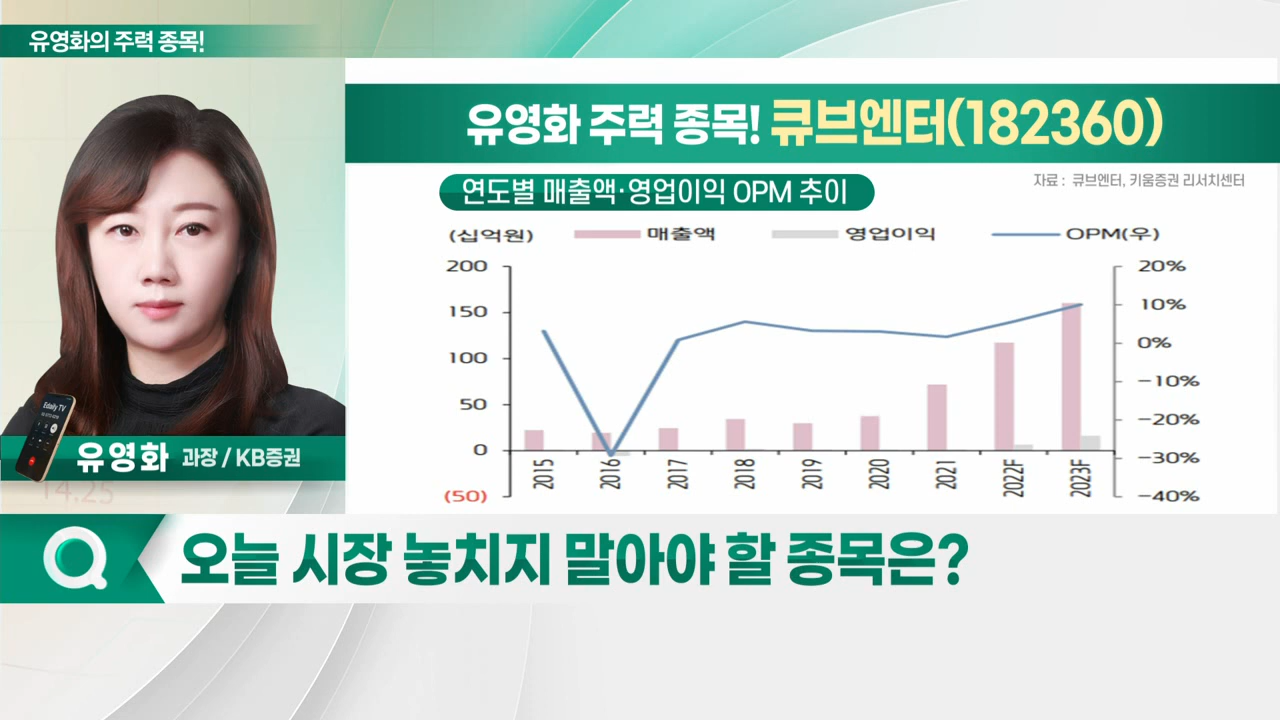 유영화의 주력 종목!
유영화 주력 종목! 큐브엔터(182360)
연도별 매출액·영업이익 OPM 추이
자료 : 큐브엔터, 키움증권 리서치센터
(십억원) 매출액 영업이익 OPM(우)
200 20%
150 10%
100 0%
50 -10%
0 -20%
(50) -30%
-40%
2015 2016 2017 2018 2019 2020 2021 2022F 2023F
Edaily TV
유영화 과장 / KB증권
14:25
오늘 시장 놓치지 말아야 할 종목은?